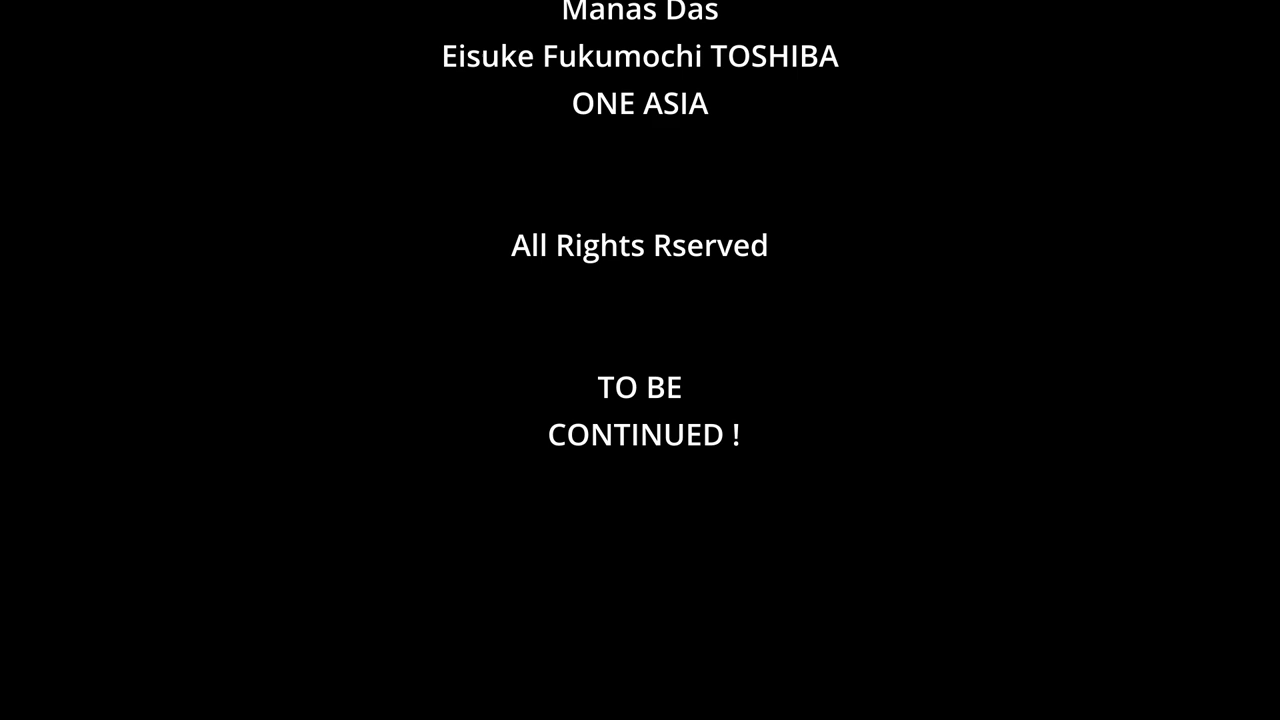 Manas Das
Eisuke Fukumochi TOSHIBA
ONE ASIA
All Rights Rserved
TO BE
CONTINUED !